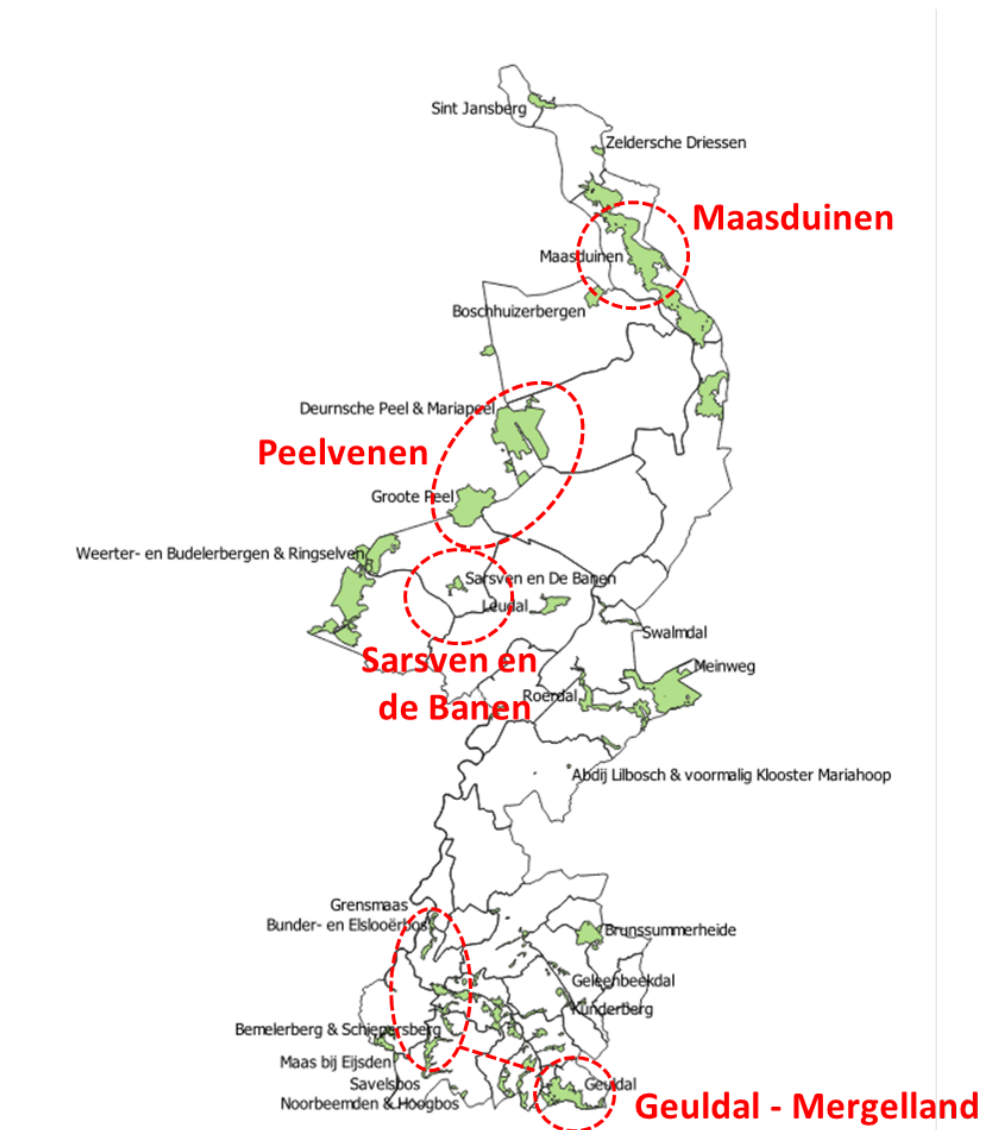 Sint Jansberg
Zeldersche Driessen
Maasduinen
Maasduinen
Boschhuizerbergen
Deurnsche Peel & Mariapeel
Peelvenen
Groote Peel
Weerter- en Budelerbergen & Ringselven
Sarsven en De Banen
Leudal
Swalmdal
Sarsven en
de Banen
Meinweg
Roerdal
Abdij Lilbosch & voormalig Klooster Mariahoop
Grensmaas
Bunder- en Elslooërbos
Brunssummerheide
Geleenbeekdal
Kunderberg
Bemelerberg & Schiepersberg
Maas bij Eijsden
Savelsbos
Geuldal
Noorbeemden & Hoogbos
Geuldal - Mergelland